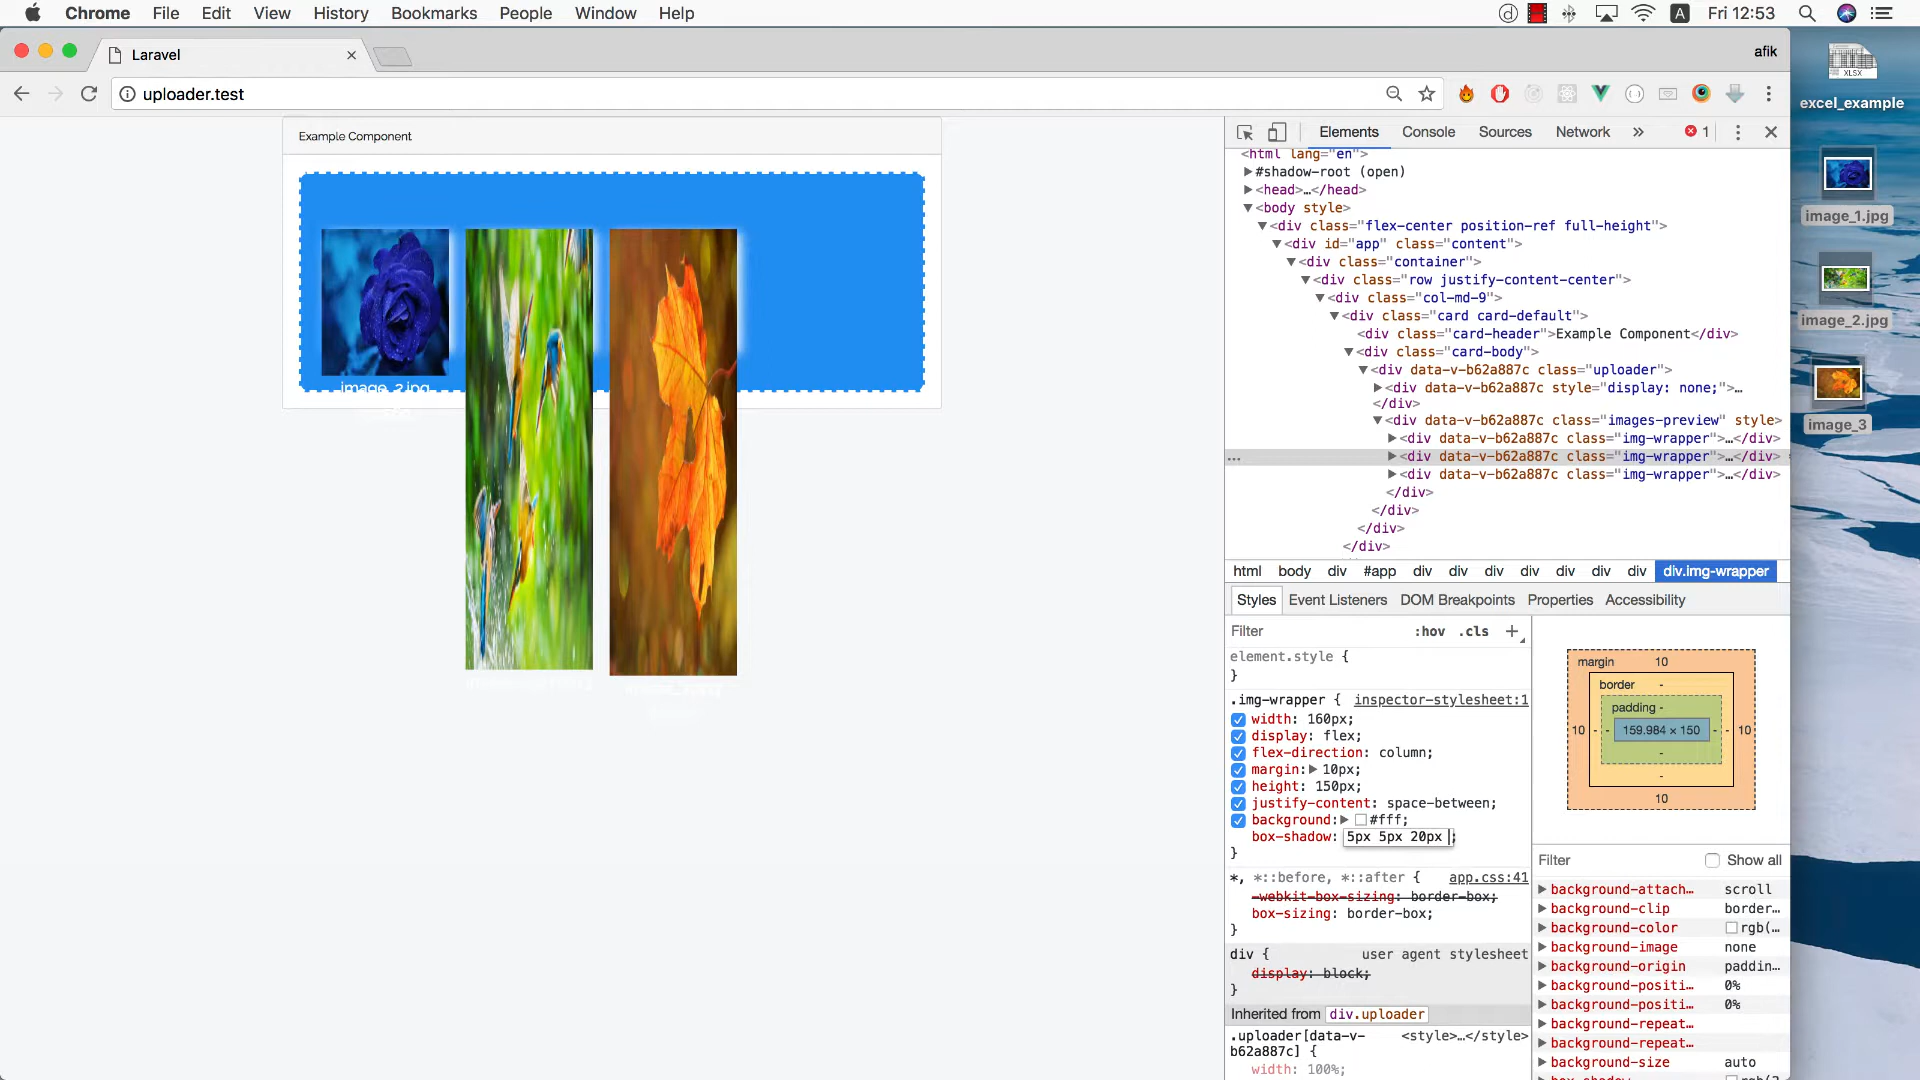 Chrome File Edit View History Bookmarks People Window Help
A Fri 12:53
Laravel
afik
uploader.test
Example Component
image_2.jpg
Elements Console Sources Network » 1
<html lang="en">
#shadow-root (open)
<head>…</head>
<body style>
<div class="flex-center position-ref full-height">
<div id="app" class="content">
<div class="container">
<div class="row justify-content-center">
<div class="col-md-9">
<div class="card card-default">
<div class="card-header">Example Component</div>
<div class="card-body">
<div data-v-b62a887c class="uploader">
<div data-v-b62a887c style="display: none;">…
</div>
<div data-v-b62a887c class="images-preview" style>
<div data-v-b62a887c class="img-wrapper">…</div>
… <div data-v-b62a887c class="img-wrapper">…</div>
<div data-v-b62a887c class="img-wrapper">…</div>
</div>
</div>
</div>
</div>
html body div #app div div div div div div div div.img-wrapper
Styles Event Listeners DOM Breakpoints Properties Accessibility
Filter :hov .cls +
element.style {
}
.img-wrapper { inspector-stylesheet:1
width: 160px;
display: flex;
flex-direction: column;
margin: 10px;
height: 150px;
justify-content: space-between;
background: #fff;
box-shadow: 5px 5px 20px ;
}
*, *::before, *::after { app.css:41
-webkit-box-sizing: border-box;
box-sizing: border-box;
}
div { user agent stylesheet
display: block;
}
Inherited from div.uploader
.uploader[data-v- <style>…</style>
b62a887c] {
width: 100%;
margin 10
border -
padding -
10 - - 159.984 × 150 - - 10
-
-
10
Filter Show all
background-attach… scroll
background-clip border…
background-color rgb(…
background-image none
background-origin paddin…
background-positi… 0%
background-positi… 0%
background-repeat…
background-repeat…
background-size auto
XLSX
excel_example
image_1.jpg
image_2.jpg
image_3